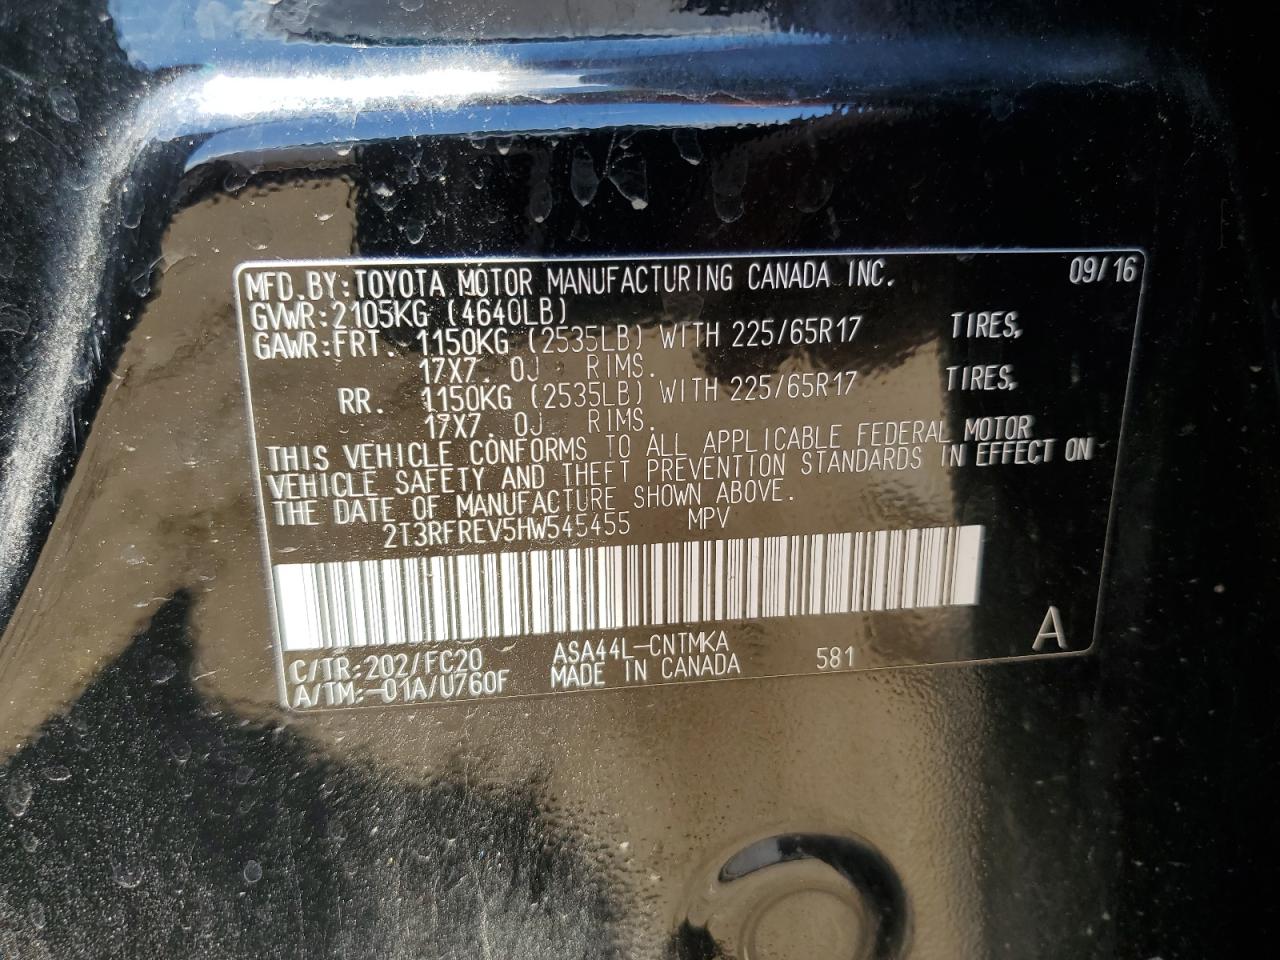 MFD.BY:TOYOTA MOTOR MANUFACTURING CANADA INC. 09/16
GVWR:2105KG (4640LB)
GAWR:FRT. 1150KG (2535LB) WITH 225/65R17 TIRES,
17X7.0J RIMS.
RR. 1150KG (2535LB) WITH 225/65R17 TIRES,
17X7.0J RIMS.
THIS VEHICLE CONFORMS TO ALL APPLICABLE FEDERAL MOTOR
VEHICLE SAFETY AND THEFT PREVENTION STANDARDS IN EFFECT ON
THE DATE OF MANUFACTURE SHOWN ABOVE.
2T3RFREV5HW545455 MPV
C/TR:202/FC20 ASA44L-CNTMKA 581 A
A/TM:-01A/U760F MADE IN CANADA